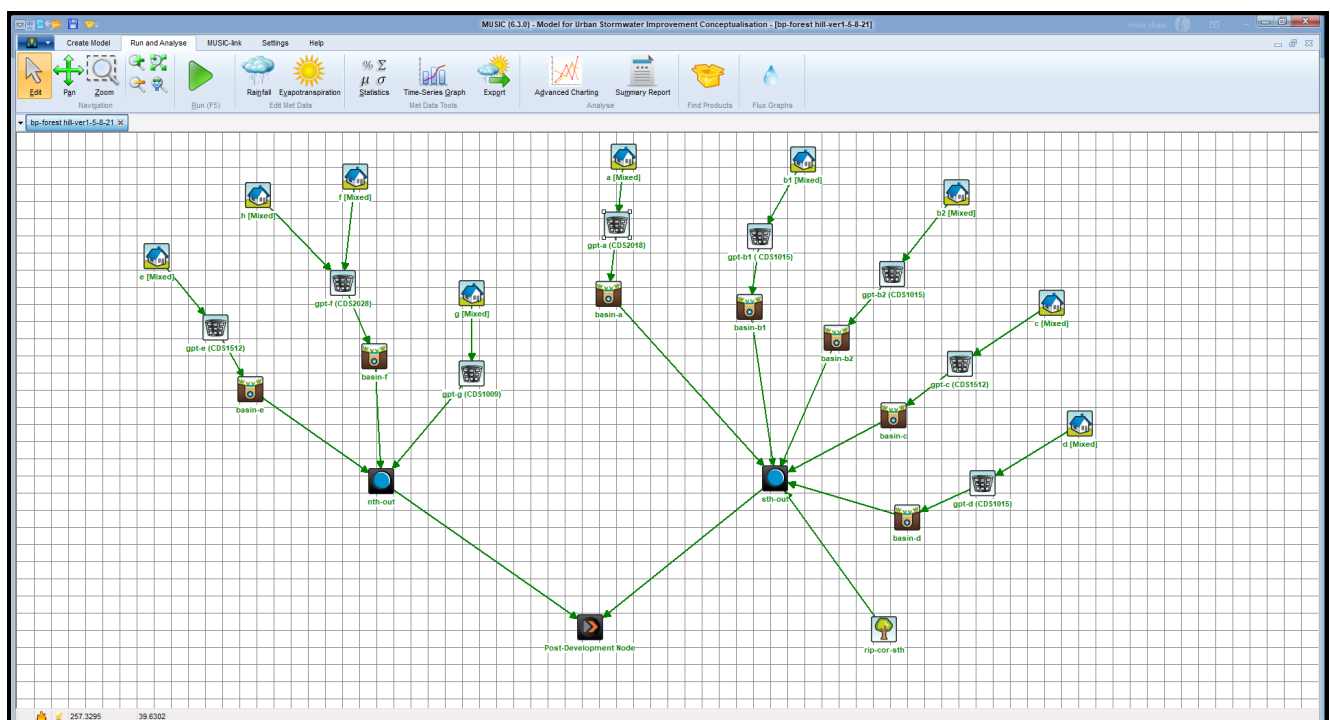 MUSIC (6.3.0) - Model for Urban Stormwater Improvement Conceptualisation - [bp-forest hill-ver1-5-8-21]
mike shaw
Create Model Run and Analyse MUSIC-link Settings Help
% Σ
μ σ
Edit Pan Zoom Run (F5) Rainfall Evapotranspiration Statistics Time-Series Graph Export Advanced Charting Summary Report
Navigation Edit Met Data Met Data Tools Analyse Find Products Flux Graphs
bp-forest hill-ver1-5-8-21
a [Mixed]
b1 [Mixed]
f [Mixed]
h [Mixed]
b2 [Mixed]
gpt-a (CDS2018)
gpt-b1 ( CDS1015)
e [Mixed]
gpt-b2 (CDS1015)
gpt-f (CDS2028)
g [Mixed]
basin-a
c [Mixed]
basin-b1
gpt-e (CDS1512)
basin-b2
basin-f
gpt-c (CDS1512)
gpt-g (CDS1009)
basin-e
basin-c
d [Mixed]
nth-out
sth-out
gpt-d (CDS1015)
basin-d
Post-Development Node
rip-cor-sth
257.3295 39.6302